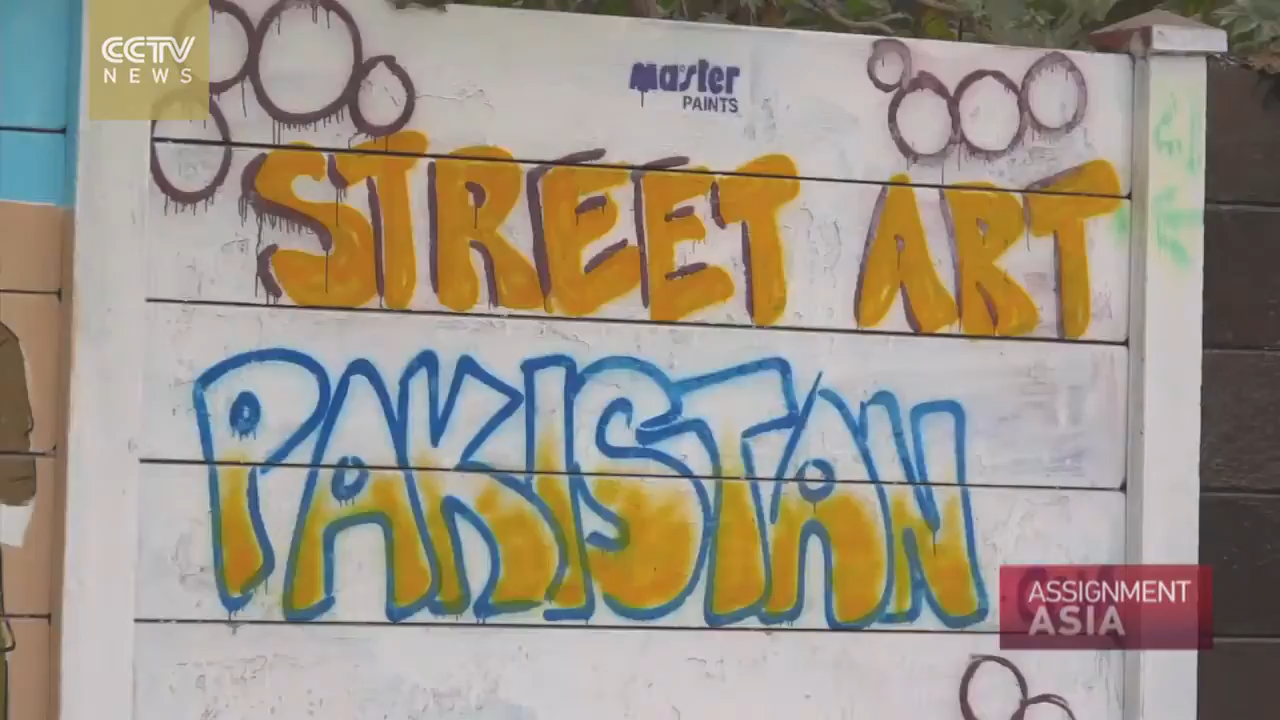 CCTV
NEWS
Master
PAINTS
STREET ART
PAKISTAN
ASSIGNMENT
ASIA